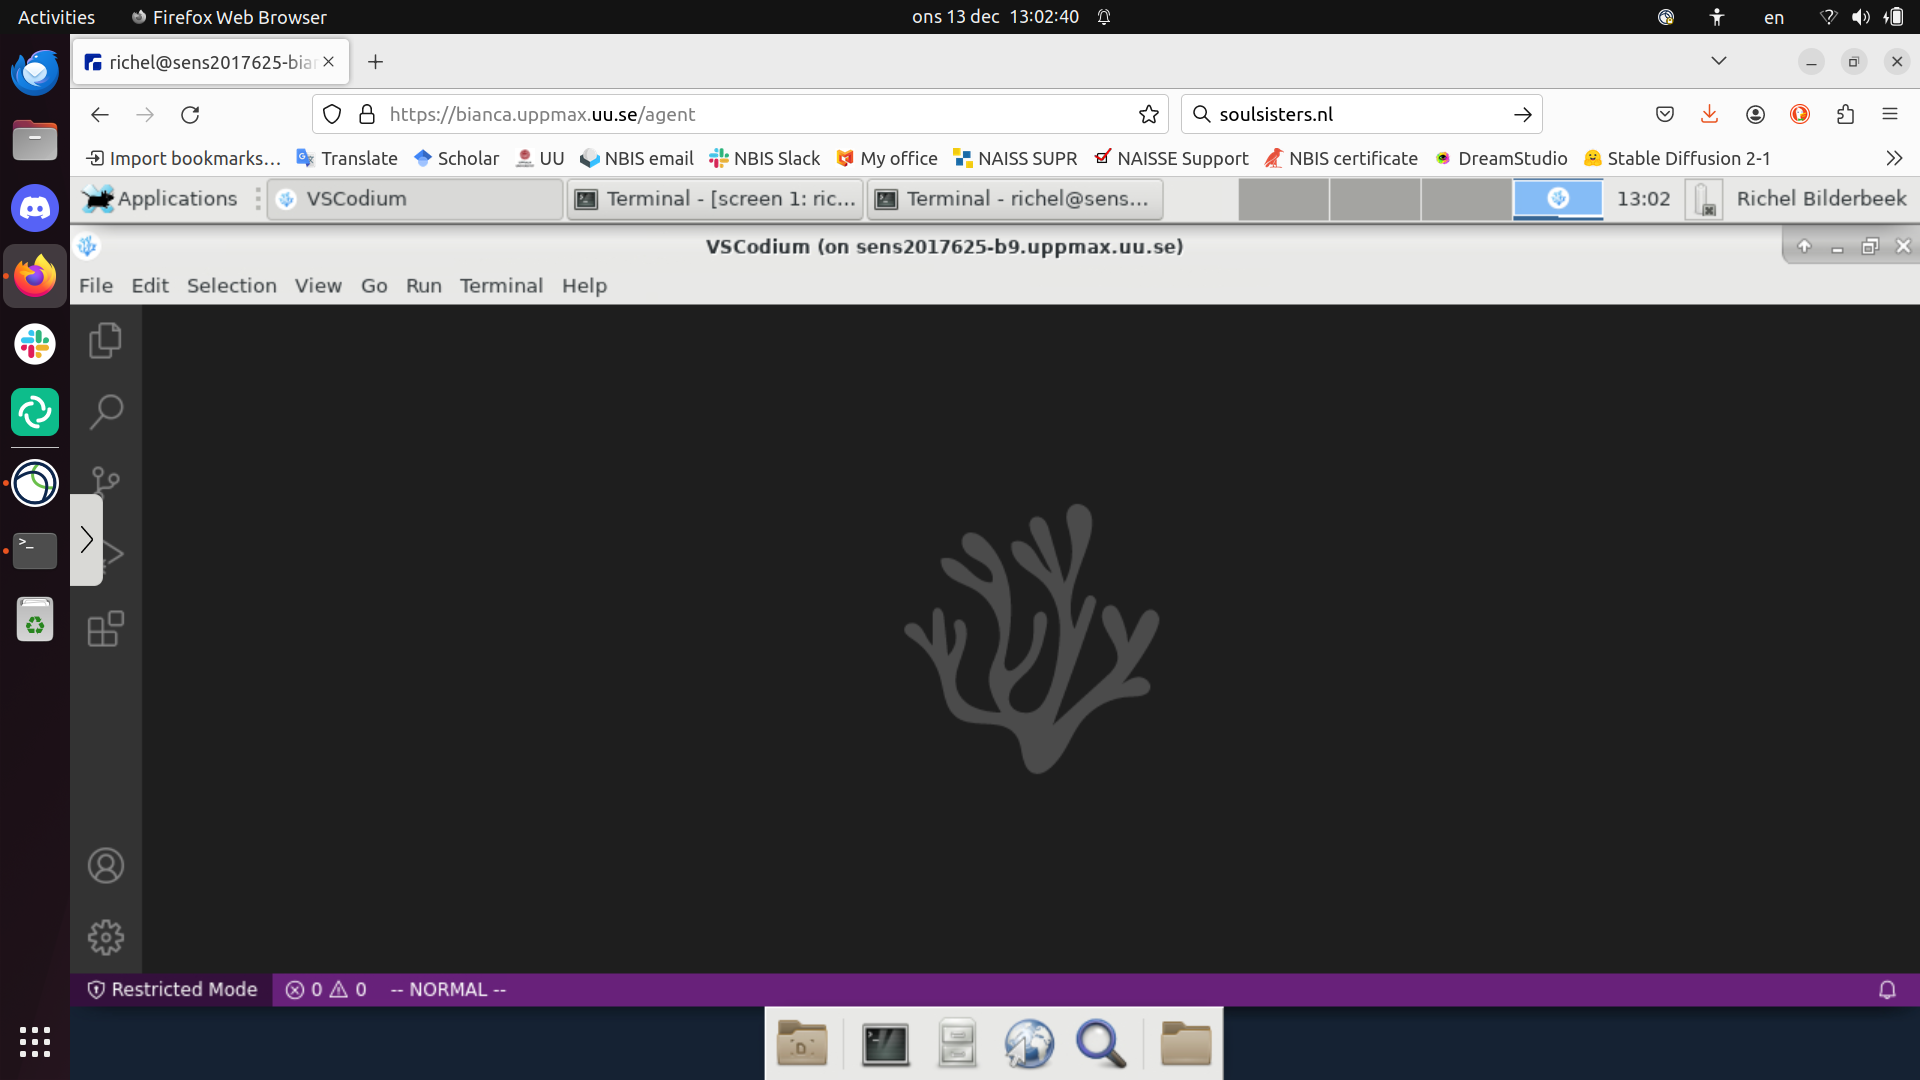 Activities Firefox Web Browser ons 13 dec 13:02:40 en
richel@sens2017625-bian
https://bianca.uppmax.uu.se/agent soulsisters.nl
Import bookmarks... Translate Scholar UU NBIS email NBIS Slack My office NAISS SUPR NAISSE Support NBIS certificate DreamStudio Stable Diffusion 2-1
Applications VSCodium Terminal - [screen 1: ric... Terminal - richel@sens... 13:02 Richel Bilderbeek
VSCodium (on sens2017625-b9.uppmax.uu.se)
File Edit Selection View Go Run Terminal Help
Restricted Mode 0 0 -- NORMAL --